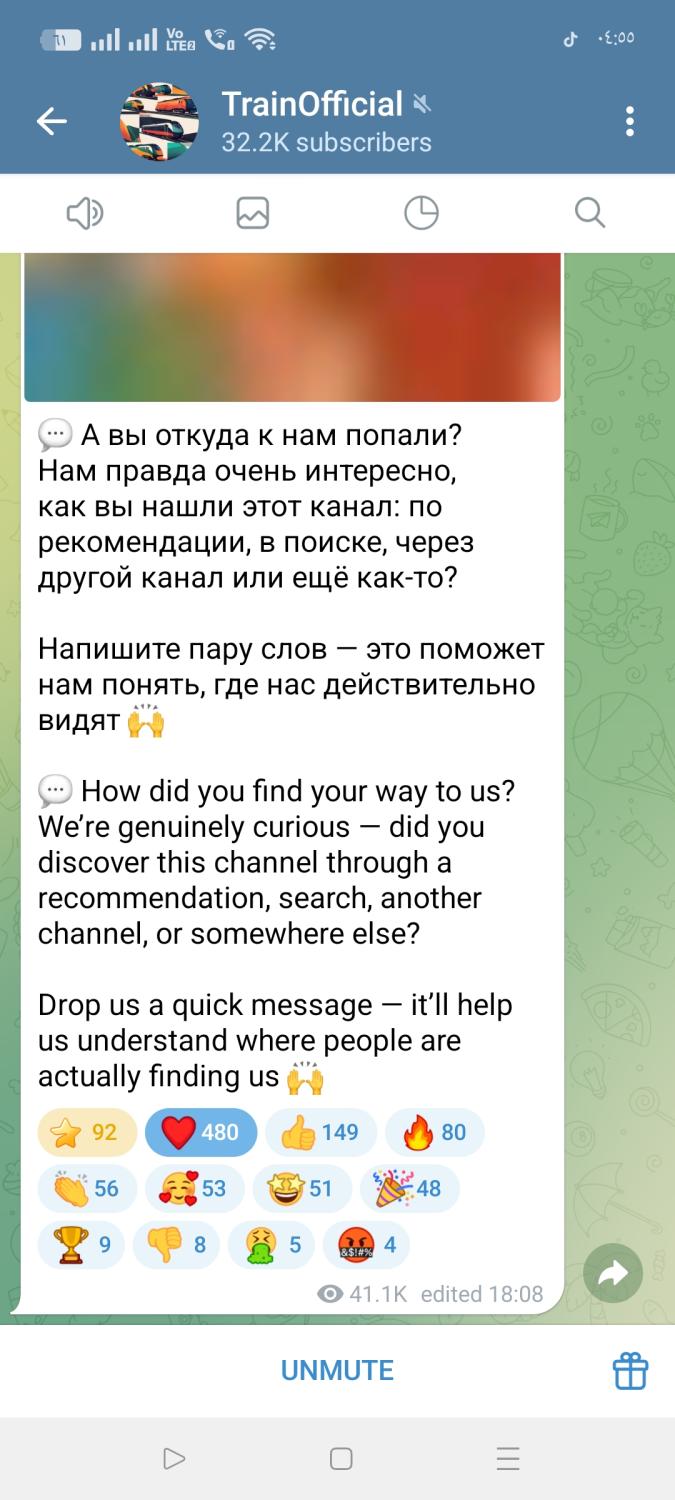 ٦١ Vo LTE2 ٠٤:٥٥
TrainOfficial
32.2K subscribers
💬 А вы откуда к нам попали?
Нам правда очень интересно,
как вы нашли этот канал: по
рекомендации, в поиске, через
другой канал или ещё как-то?
Напишите пару слов — это поможет
нам понять, где нас действительно
видят 🙌
💬 How did you find your way to us?
We’re genuinely curious — did you
discover this channel through a
recommendation, search, another
channel, or somewhere else?
Drop us a quick message — it’ll help
us understand where people are
actually finding us 🙌
⭐ 92 ❤️ 480 👍 149 🔥 80
👏 56 🥰 53 🤩 51 🎉 48
🏆 9 👎 8 🤮 5 🤬 4
41.1K edited 18:08
UNMUTE